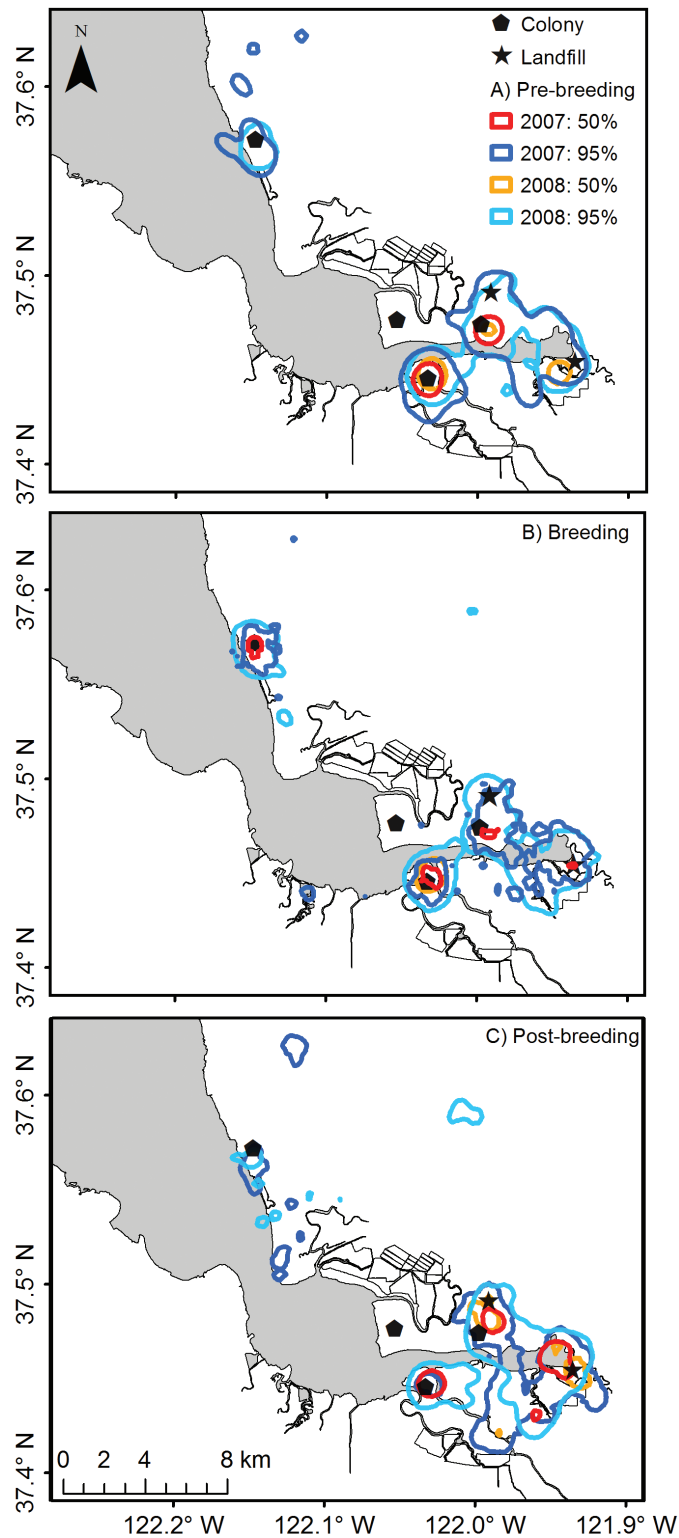 N
Colony
Landfill
A) Pre-breeding
2007: 50%
2007: 95%
2008: 50%
2008: 95%
37.6° N
37.5° N
37.4° N
B) Breeding
37.6° N
37.5° N
37.4° N
C) Post-breeding
37.6° N
37.5° N
37.4° N
0 2 4 8 km
122.2° W 122.1° W 122.0° W 121.9° W